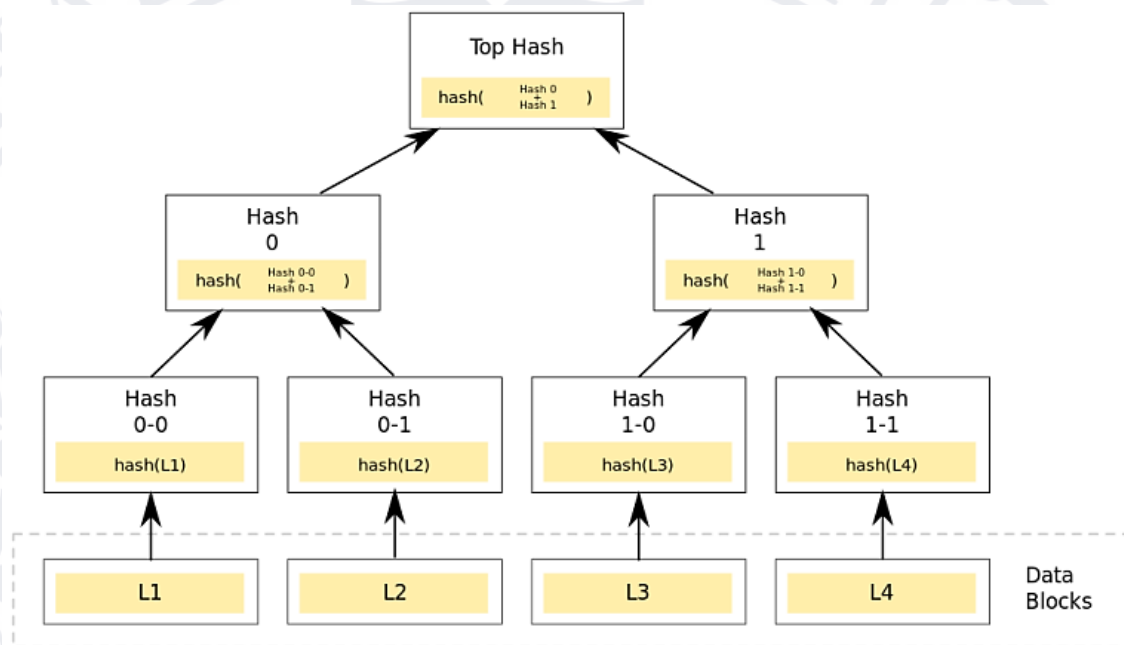 Top Hash
hash( Hash 0 + Hash 1 )
Hash
0
hash( Hash 0-0 + Hash 0-1 )
Hash
1
hash( Hash 1-0 + Hash 1-1 )
Hash
0-0
hash(L1)
Hash
0-1
hash(L2)
Hash
1-0
hash(L3)
Hash
1-1
hash(L4)
L1
L2
L3
L4
Data
Blocks